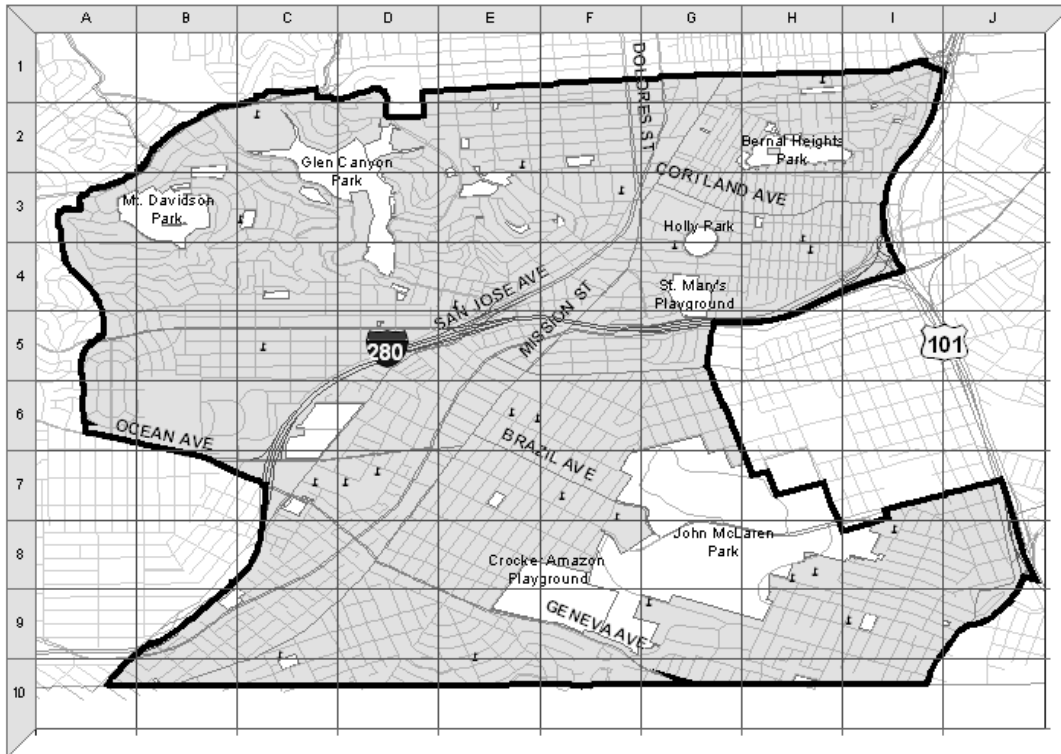 A B C D E F G H I J
1
2
3
4
5
6
7
8
9
10
DOLORES ST
Bernal Heights
Park
Glen Canyon
Park
CORTLAND AVE
Mt. Davidson
Park
Holly Park
St. Mary's
Playground
SAN JOSE AVE
MISSION ST
280
101
OCEAN AVE
BRAZIL AVE
John McLaren
Park
Crocker Amazon
Playground
GENEVA AVE